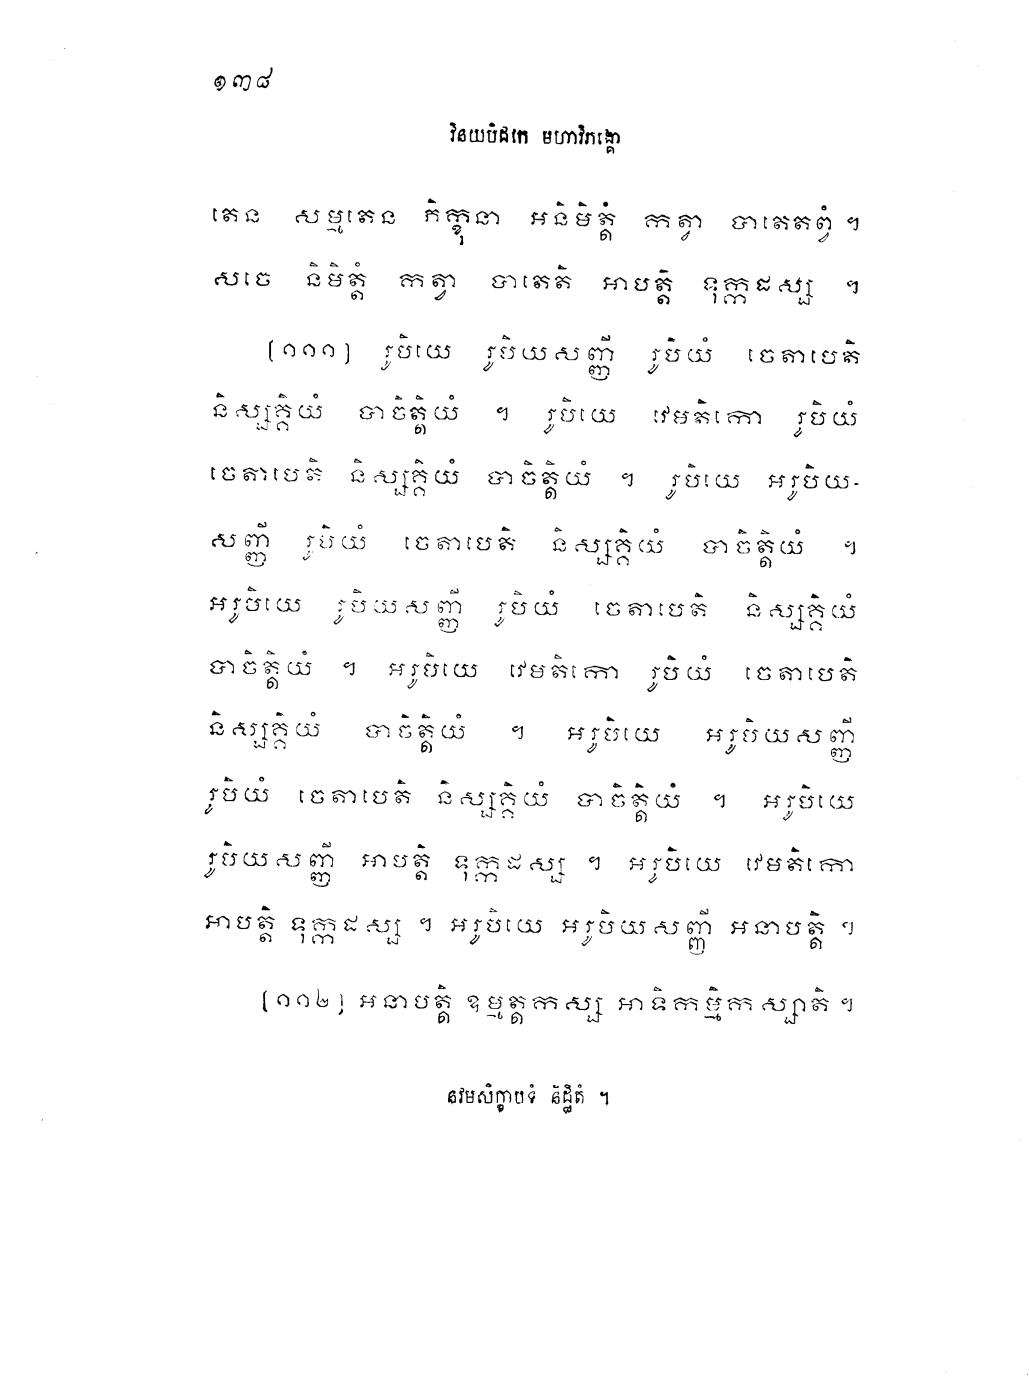 ១៣៨
វិនយបិដកេ មហាវិភង្គោ
តេន សម្មតេន ភិក្ខុនា អនិមិត្តំ កត្វា បាតេតព្វំ ។
សចេ និមិត្តំ កត្វា បាតេតិ អាបត្តិ ទុក្កដស្ស ។
(១១១) រូបិយេ រូបិយសញ្ញី រូបិយំ ចេតាបេតិ
និស្សគ្គិយំ បាចិត្តិយំ ។ រូបិយេ វេមតិកោ រូបិយំ
ចេតាបេតិ និស្សគ្គិយំ បាចិត្តិយំ ។ រូបិយេ អរូបិយ-
សញ្ញី រូបិយំ ចេតាបេតិ និស្សគ្គិយំ បាចិត្តិយំ ។
អរូបិយេ រូបិយសញ្ញី រូបិយំ ចេតាបេតិ និស្សគ្គិយំ
បាចិត្តិយំ ។ អរូបិយេ វេមតិកោ រូបិយំ ចេតាបេតិ
និស្សគ្គិយំ បាចិត្តិយំ ។ អរូបិយេ អរូបិយសញ្ញី
រូបិយំ ចេតាបេតិ និស្សគ្គិយំ បាចិត្តិយំ ។ អរូបិយេ
រូបិយសញ្ញី អាបត្តិ ទុក្កដស្ស ។ អរូបិយេ វេមតិកោ
អាបត្តិ ទុក្កដស្ស ។ អរូបិយេ អរូបិយសញ្ញី អនាបត្តិ ។
(១១២) អនាបត្តិ ឧម្មត្តកស្ស អាទិកម្មិកស្សាតិ ។
នវមសិក្ខាបទំ និដ្ឋិតំ ។